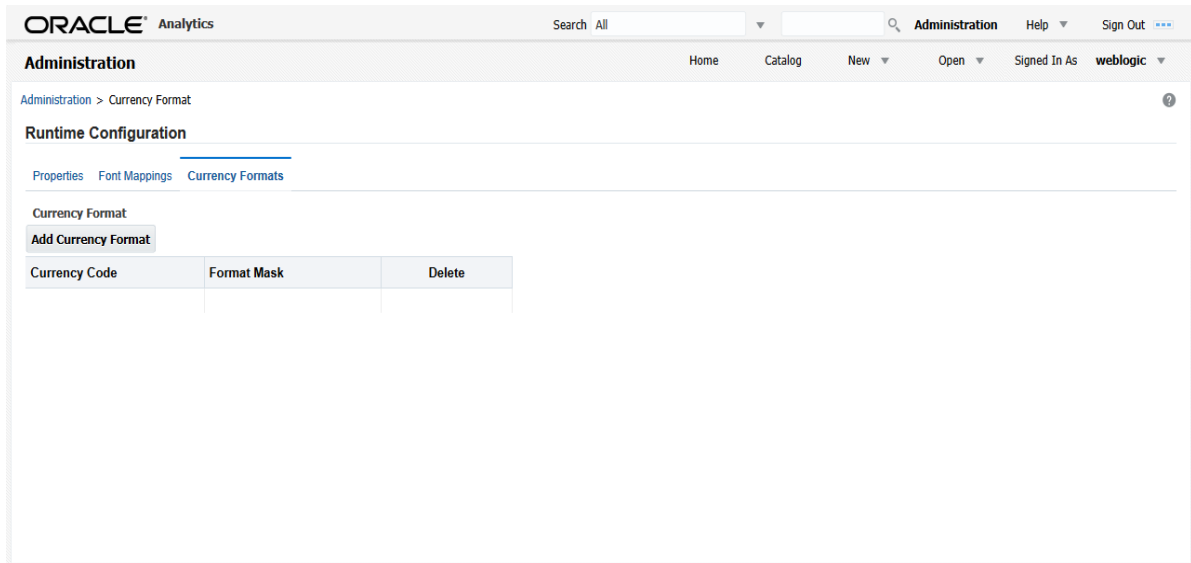 ORACLE Analytics Search All Administration Help Sign Out
Administration Home Catalog New Open Signed In As weblogic
Administration > Currency Format
Runtime Configuration
Properties Font Mappings Currency Formats
Currency Format
Add Currency Format
Currency Code Format Mask Delete